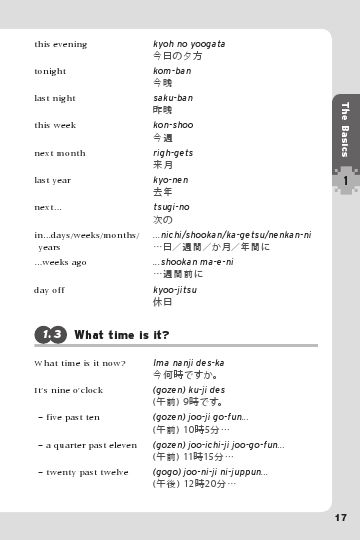 this evening
kyoh no yoogata
今日の夕方
tonight
kom-ban
今晩
last night
saku-ban
昨晩
this week
kon-shoo
今週
next month
righ-gets
来月
last year
kyo-nen
去年
next...
tsugi-no
次の
in...days/weeks/months/
years
...nichi/shookan/ka-getsu/nenkan-ni
…日／週間／か月／年間に
...weeks ago
...shookan ma-e-ni
…週間前に
day off
kyoo-jitsu
休日
1.3 What time is it?
What time is it now?
Ima nanji des-ka
今何時ですか。
It's nine o'clock
(gozen) ku-ji des
(午前) 9時です。
– five past ten
(gozen) joo-ji go-fun...
(午前) 10時5分…
– a quarter past eleven
(gozen) joo-ichi-ji joo-go-fun...
(午前) 11時15分…
– twenty past twelve
(gogo) joo-ni-ji ni-juppun...
(午後) 12時20分…
The Basics
1
17